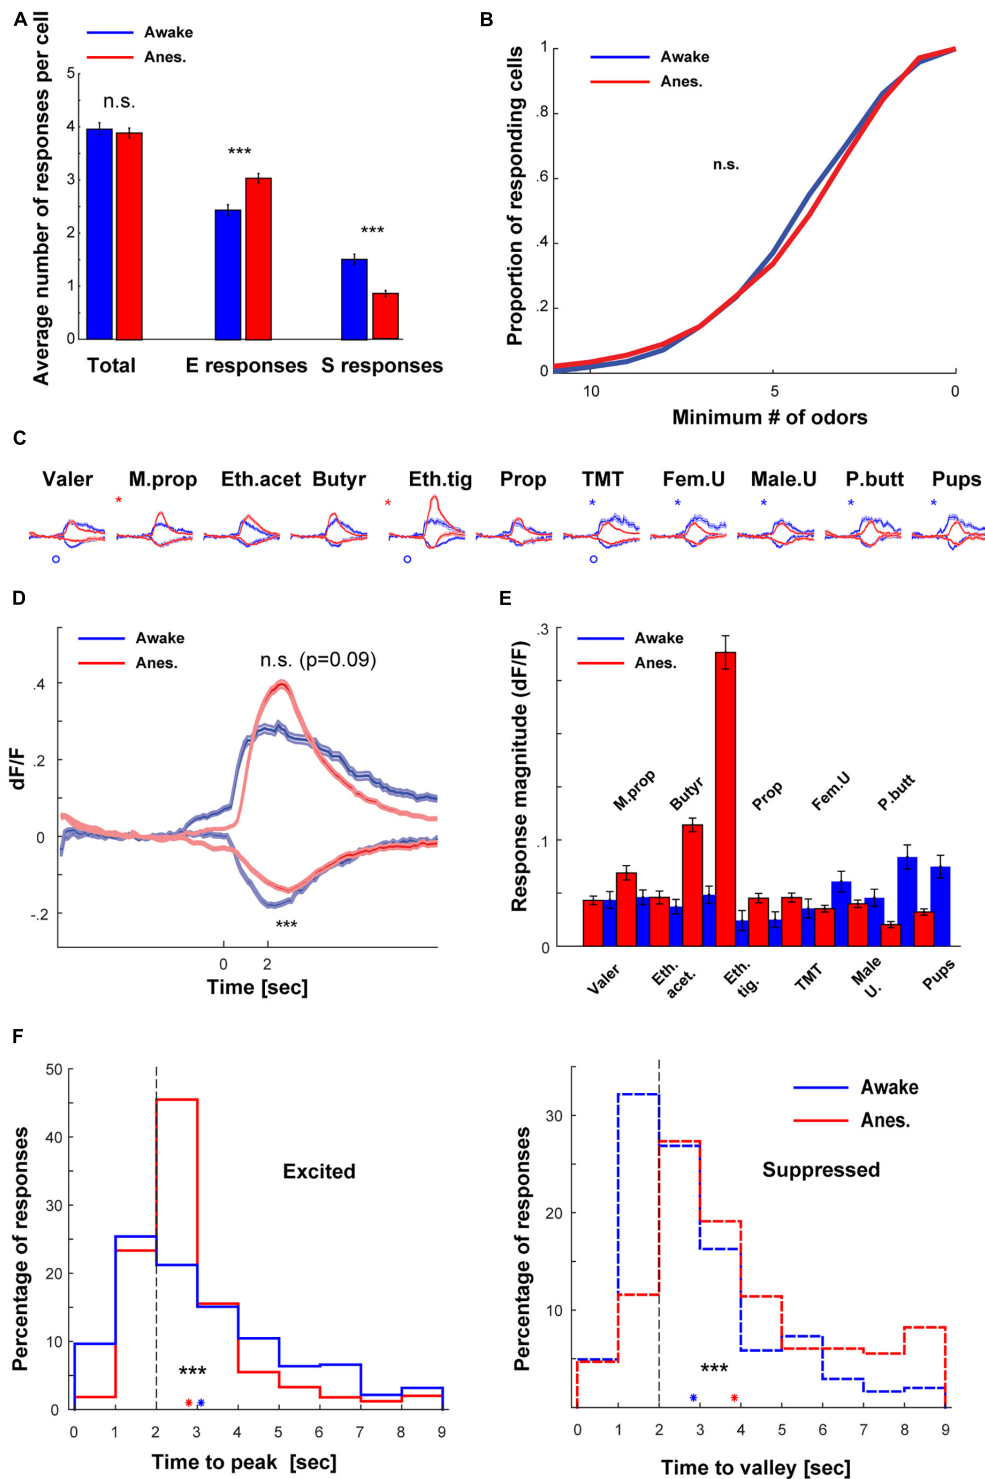 A
Awake
Anes.
Average number of responses per cell
5
4
3
2
1
0
n.s.
***
***
Total
E responses
S responses
B
Awake
Anes.
Proportion of responding cells
1
.8
.6
.4
.2
0
n.s.
10
5
0
Minimum # of odors
C
Valer
M.prop
Eth.acet
Butyr
Eth.tig
Prop
TMT
Fem.U
Male.U
P.butt
Pups
* * * * * * *
D
Awake
Anes.
n.s. (p=0.09)
dF/F
.4
.2
0
-.2
***
0
2
Time [sec]
E
Awake
Anes.
Response magnitude (dF/F)
.3
.1
0
M.prop
Butyr
Prop
Fem.U
P.butt
Valer
Eth. acet.
Eth. tig.
TMT
Male U.
Pups
F
Percentage of responses
50
40
30
20
10
0
Excited
***
* *
0 1 2 3 4 5 6 7 8 9
Time to peak [sec]
Percentage of responses
30
20
10
Awake
Anes.
Suppressed
***
* *
0 1 2 3 4 5 6 7 8 9
Time to valley [sec]